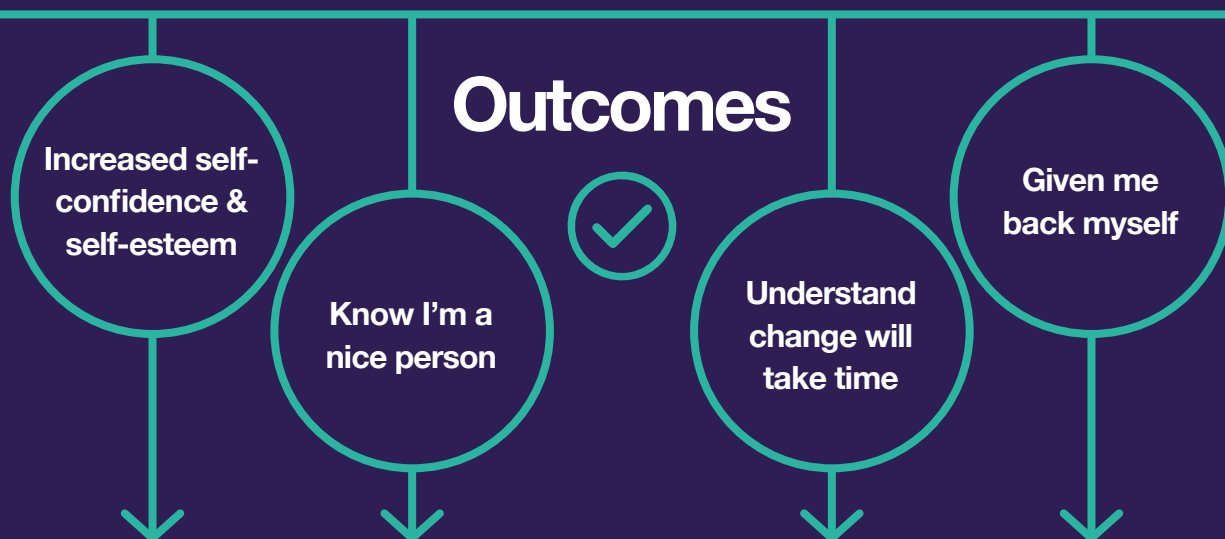 Outcomes
Increased self-
confidence &
self-esteem
Know I’m a
nice person
Understand
change will
take time
Given me
back myself